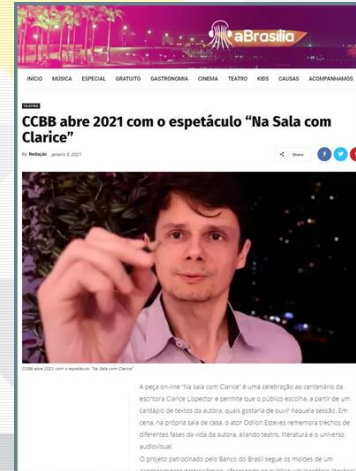 aBrasilia
INÍCIO MÚSICA ESPECIAL GRATUITO GASTRONOMIA CINEMA TEATRO KIDS CAUSAS ACOMPANHAMOS
TEATRO
CCBB abre 2021 com o espetáculo “Na Sala com
Clarice”
By Redação janeiro 5, 2021
Share
CCBB abre 2021 com o espetáculo “Na Sala com Clarice”
A peça on-line “Na sala com Clarice” é uma celebração ao centenário da
escritora Clarice Lispector e permite que o público escolha, a partir de um
cardápio de textos da autora, quais gostaria de ouvir naquela sessão. Em
cena, na própria sala de casa, o ator Odilon Esteves rememora trechos de
diferentes fases da vida da autora, aliando teatro, literatura e o universo
audiovisual.
O projeto patrocinado pelo Banco do Brasil segue os moldes de um